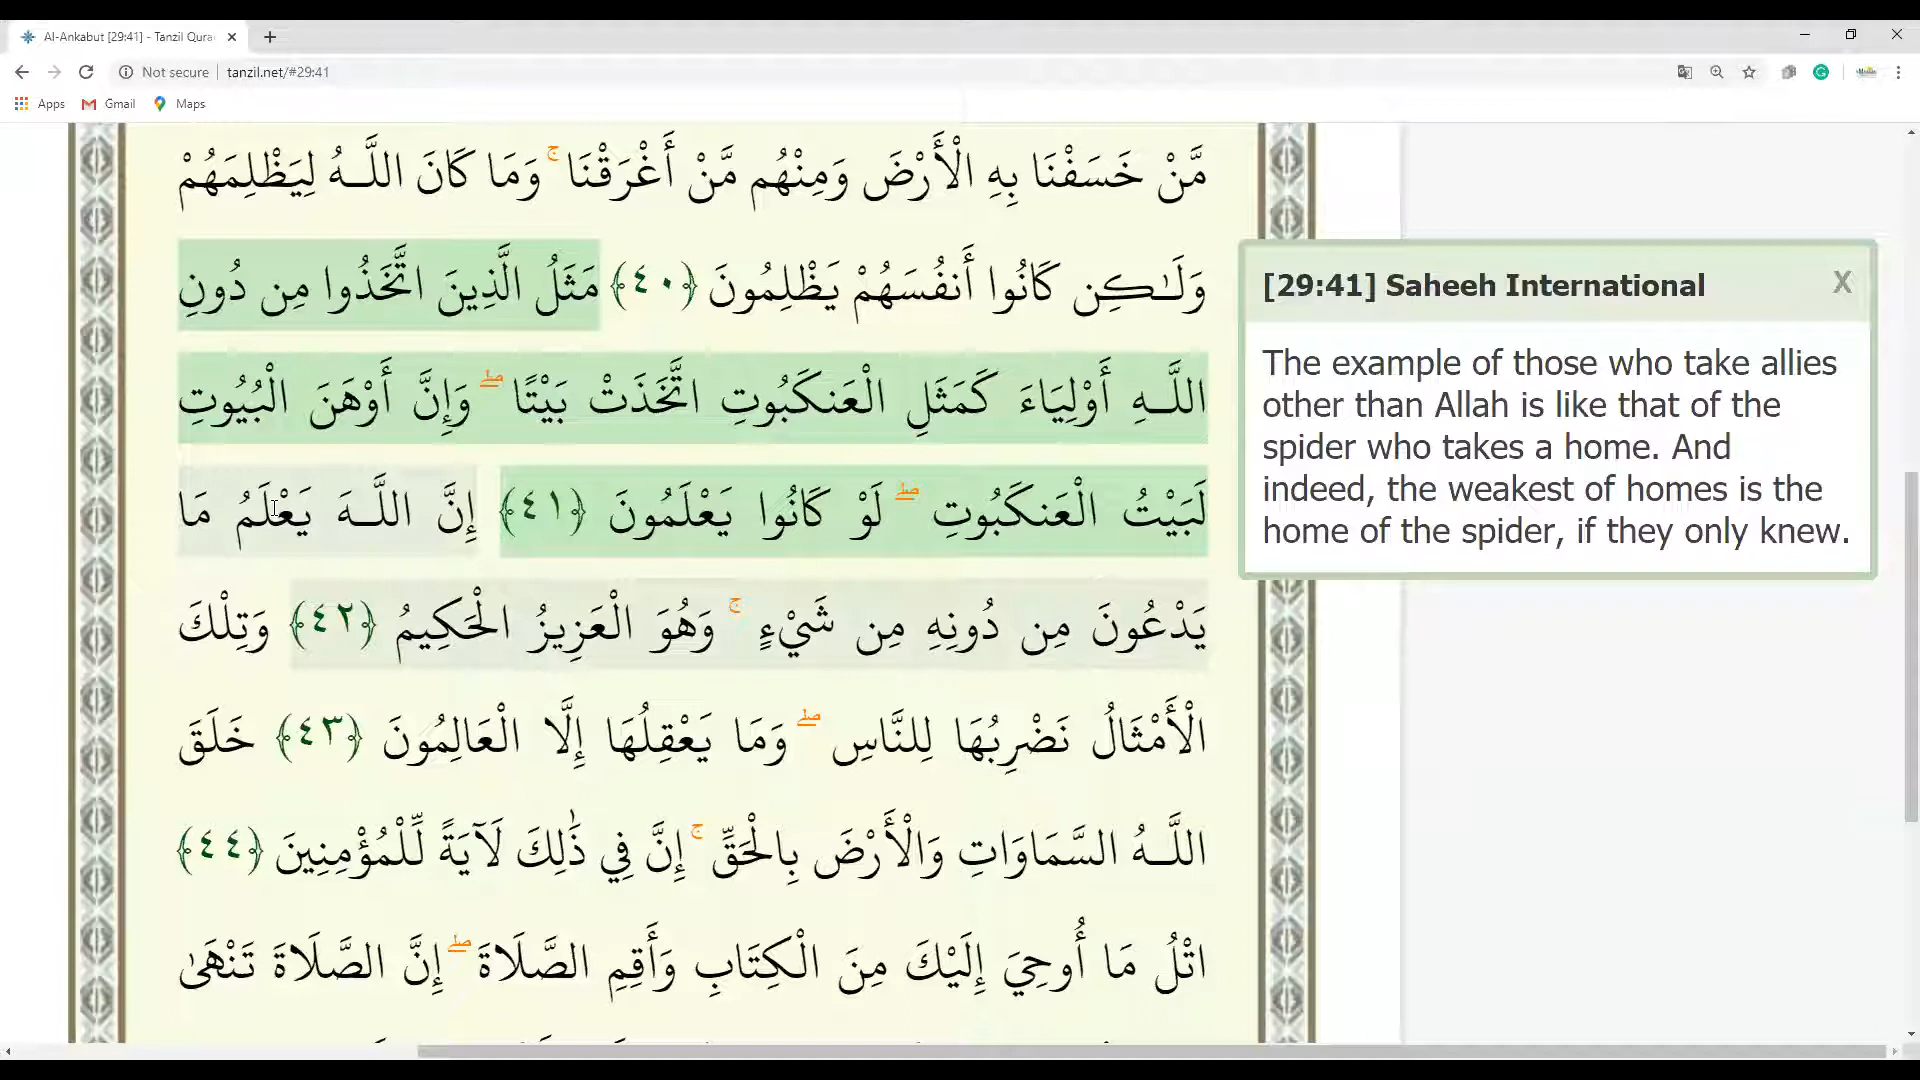 Al-Ankabut [29:41] - Tanzil Qura
Not secure | tanzil.net/#29:41
Apps Gmail Maps
مَّنْ خَسَفْنَا بِهِ الْأَرْضَ وَمِنْهُم مَّنْ أَغْرَقْنَا ۚ وَمَا كَانَ اللَّـهُ لِيَظْلِمَهُمْ
وَلَـٰكِن كَانُوا أَنفُسَهُمْ يَظْلِمُونَ ﴿٤٠﴾ مَثَلُ الَّذِينَ اتَّخَذُوا مِن دُونِ
اللَّـهِ أَوْلِيَاءَ كَمَثَلِ الْعَنكَبُوتِ اتَّخَذَتْ بَيْتًا ۖ وَإِنَّ أَوْهَنَ الْبُيُوتِ
لَبَيْتُ الْعَنكَبُوتِ ۖ لَوْ كَانُوا يَعْلَمُونَ ﴿٤١﴾ إِنَّ اللَّـهَ يَعْلَمُ مَا
يَدْعُونَ مِن دُونِهِ مِن شَيْءٍ ۚ وَهُوَ الْعَزِيزُ الْحَكِيمُ ﴿٤٢﴾ وَتِلْكَ
الْأَمْثَالُ نَضْرِبُهَا لِلنَّاسِ ۖ وَمَا يَعْقِلُهَا إِلَّا الْعَالِمُونَ ﴿٤٣﴾ خَلَقَ
اللَّـهُ السَّمَاوَاتِ وَالْأَرْضَ بِالْحَقِّ ۚ إِنَّ فِي ذَٰلِكَ لَآيَةً لِّلْمُؤْمِنِينَ ﴿٤٤﴾
اتْلُ مَا أُوحِيَ إِلَيْكَ مِنَ الْكِتَابِ وَأَقِمِ الصَّلَاةَ ۖ إِنَّ الصَّلَاةَ تَنْهَىٰ
[29:41] Saheeh International X
The example of those who take allies
other than Allah is like that of the
spider who takes a home. And
indeed, the weakest of homes is the
home of the spider, if they only knew.